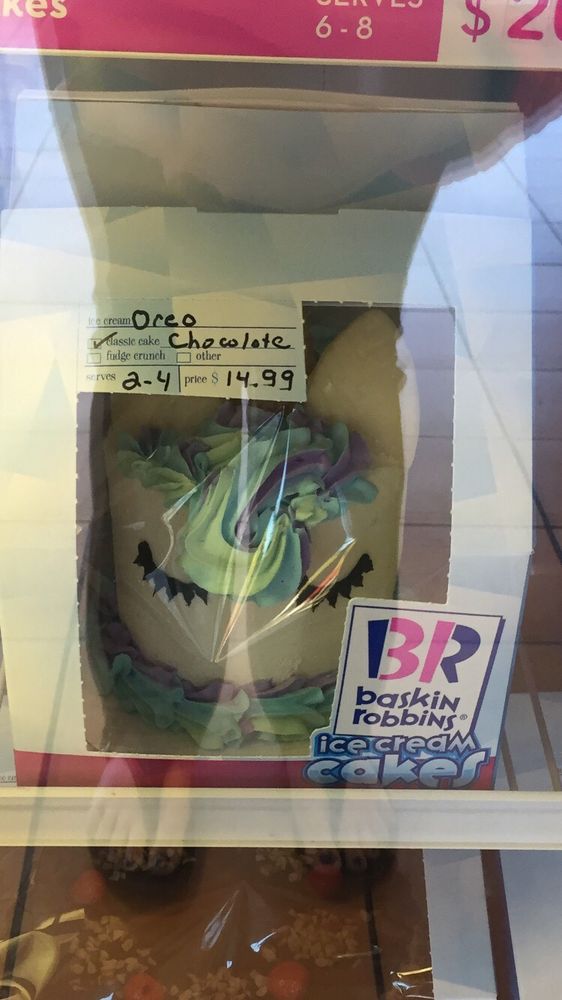 kes
SERVES
6-8
$2
ice cream Oreo
classic cake Chocolate
fudge crunch other
serves 2-4 price $ 14.99
BR
baskin
robbins®
ice cream
cakes